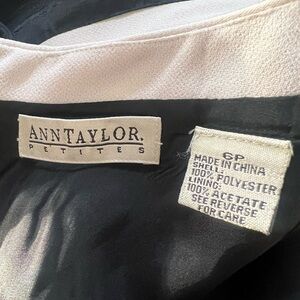 ANNTAYLOR.
PETITES
6P
MADE IN CHINA
SHELL:
100% POLYESTER
LINING:
100% ACETATE
SEE REVERSE
FOR CARE